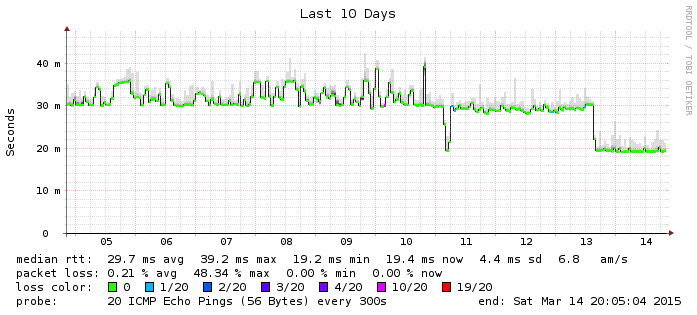 Last 10 Days
RRDTOOL / TOBI OETIKER
Seconds
40 m
30 m
20 m
10 m
0
05 06 07 08 09 10 11 12 13 14
median rtt: 29.7 ms avg 39.2 ms max 19.2 ms min 19.4 ms now 4.4 ms sd 6.8 am/s
packet loss: 0.21 % avg 48.34 % max 0.00 % min 0.00 % now
loss color: 0 1/20 2/20 3/20 4/20 10/20 19/20
probe: 20 ICMP Echo Pings (56 Bytes) every 300s end: Sat Mar 14 20:05:04 2015